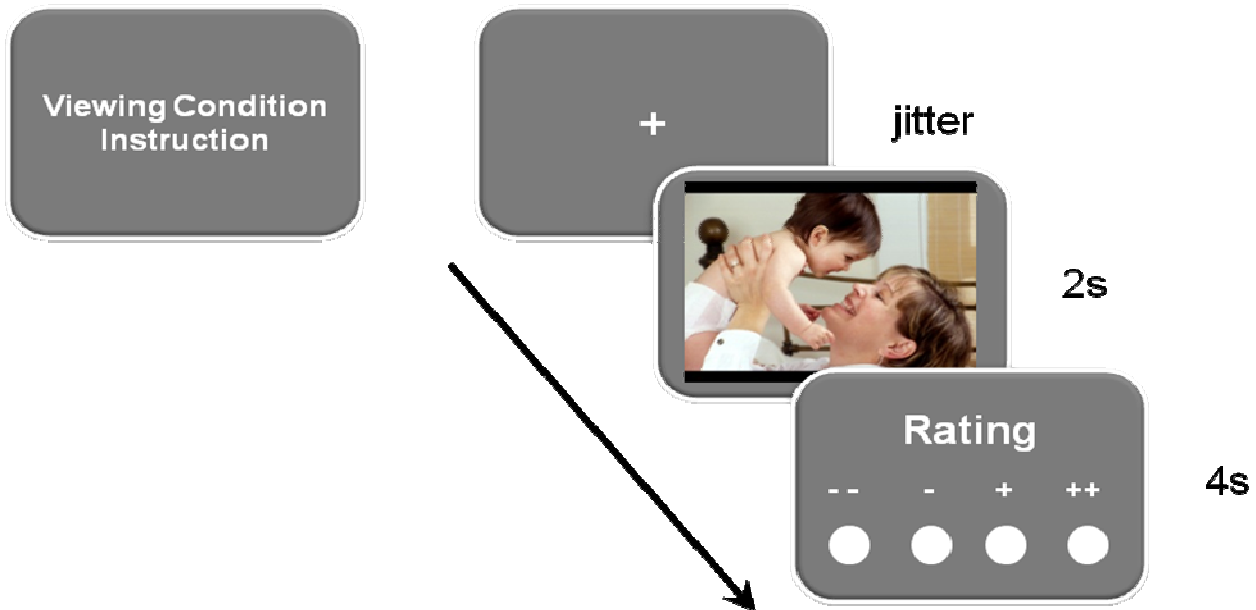 Viewing Condition
Instruction
+
jitter
2s
Rating
-- - + ++
4s